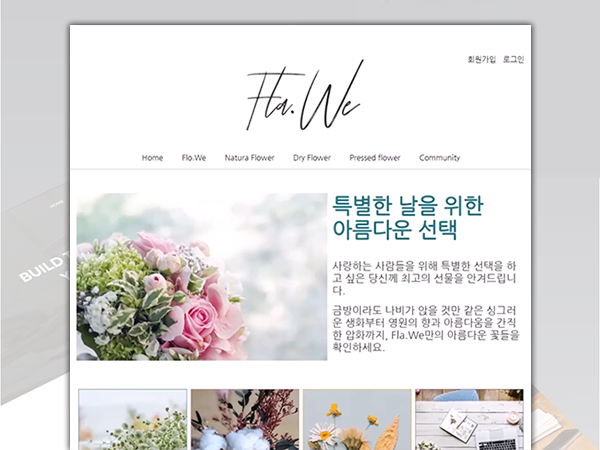 회원가입 로그인
Fla.We
Home Flo.We Natura Flower Dry Flower Pressed flower Community
특별한 날을 위한
아름다운 선택
사랑하는 사람들을 위해 특별한 선택을 하
고 싶은 당신께 최고의 선물을 안겨드립니
다.
금방이라도 나비가 앉을 것만 같은 싱그러
운 생화부터 영원의 향과 아름다움을 간직
한 압화까지, Fla.We만의 아름다운 꽃들을
확인하세요.
HOME
BUILD